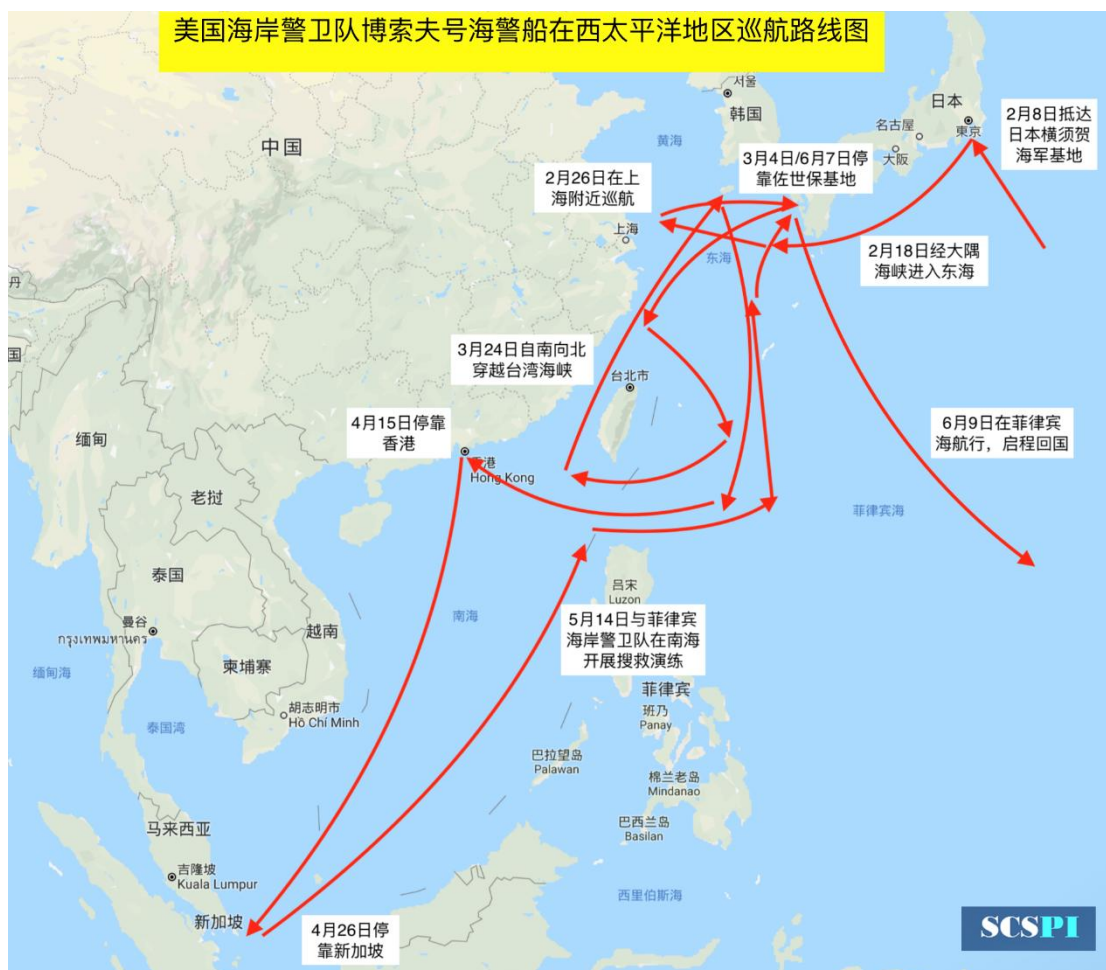 美国海岸警卫队博索夫号海警船在西太平洋地区巡航路线图
서울
韩国
日本
名古屋
東京
大阪
2月8日抵达
日本横须贺
海军基地
中国
黄海
3月4日/6月7日停
靠佐世保基地
2月26日在上
海附近巡航
上海
东海
2月18日经大隅
海峡进入东海
丹
国
3月24日自南向北
穿越台湾海峡
台北市
4月15日停靠
香港
香港
Hong Kong
6月9日在菲律宾
海航行，启程回国
缅甸
老挝
菲律宾海
泰国
吕宋
Luzon
曼谷
กรุงเทพมหานคร
越南
南海
5月14日与菲律宾
海岸警卫队在南海
开展搜救演练
缅甸海
柬埔寨
菲律宾
胡志明市
Hồ Chí Minh
班乃
Panay
泰国湾
巴拉望岛
Palawan
棉兰老岛
Mindanao
马来西亚
巴西兰岛
Basilan
吉隆坡
Kuala Lumpur
西里伯斯海
新加坡
4月26日停
靠新加坡
SCSPI